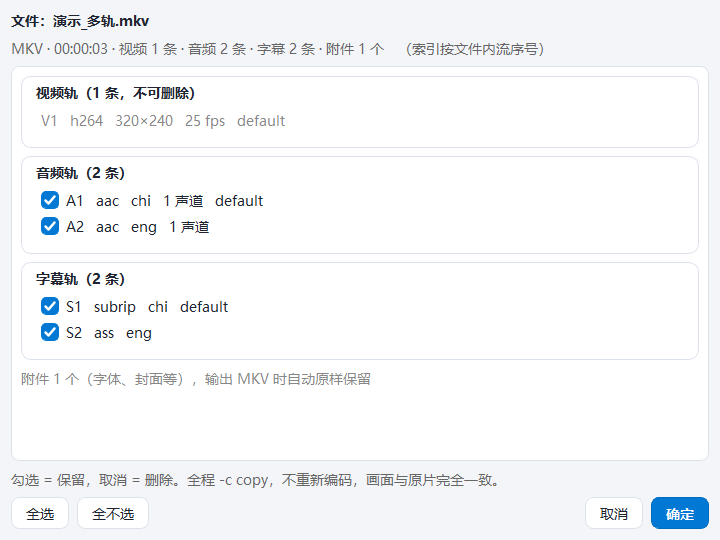 文件：演示_多轨.mkv
MKV · 00:00:03 · 视频 1 条 · 音频 2 条 · 字幕 2 条 · 附件 1 个 （索引按文件内流序号）
视频轨（1 条，不可删除）
V1 h264 320×240 25 fps default
音频轨（2 条）
A1 aac chi 1 声道 default
A2 aac eng 1 声道
字幕轨（2 条）
S1 subrip chi default
S2 ass eng
附件 1 个（字体、封面等），输出 MKV 时自动原样保留
勾选 = 保留，取消 = 删除。全程 -c copy，不重新编码，画面与原片完全一致。
全选 全不选 取消 确定